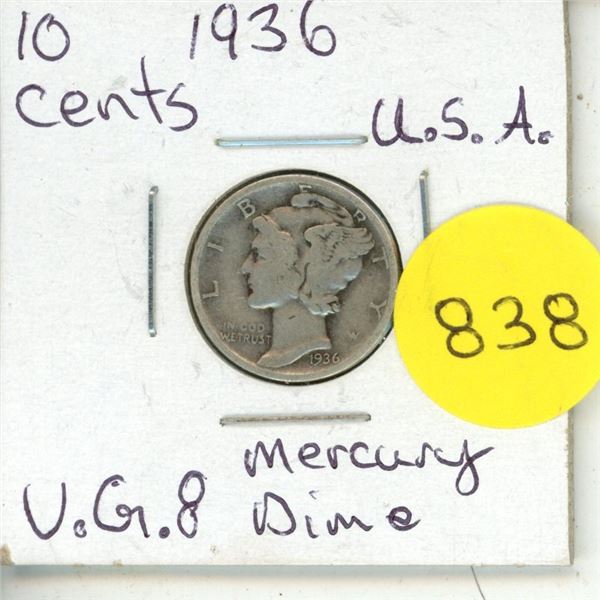 10 1936
cents
U.S.A.
LIBERTY
IN GOD
WE TRUST
1936
838
V.G.8 Mercury
Dime